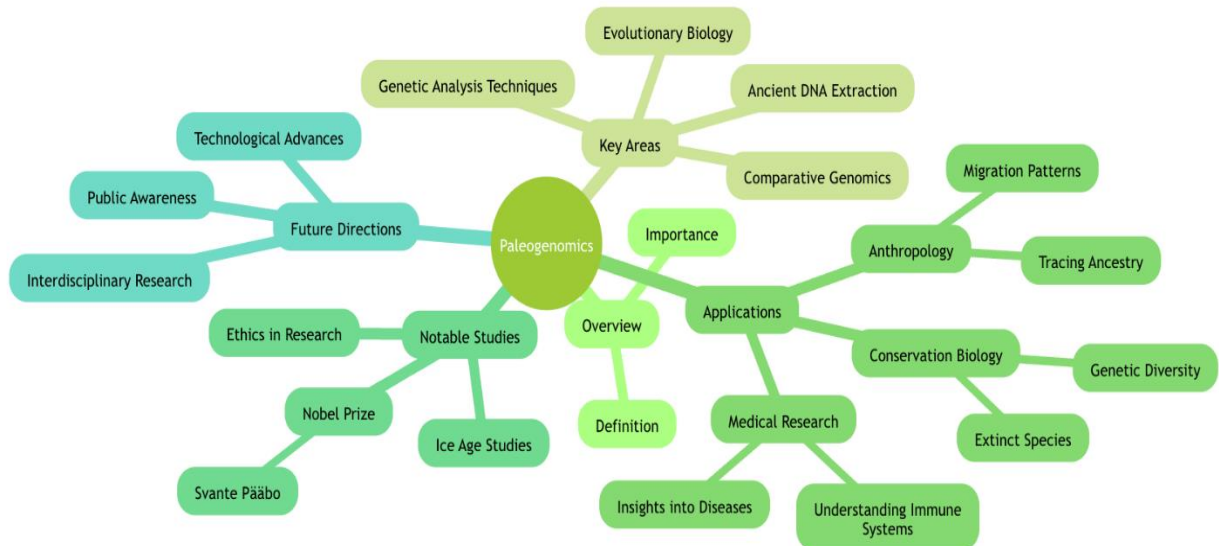 Paleogenomics
Key Areas
Genetic Analysis Techniques
Evolutionary Biology
Ancient DNA Extraction
Comparative Genomics
Future Directions
Technological Advances
Public Awareness
Interdisciplinary Research
Overview
Importance
Definition
Notable Studies
Ethics in Research
Nobel Prize
Svante Pääbo
Ice Age Studies
Applications
Anthropology
Migration Patterns
Tracing Ancestry
Conservation Biology
Genetic Diversity
Extinct Species
Medical Research
Insights into Diseases
Understanding Immune
Systems